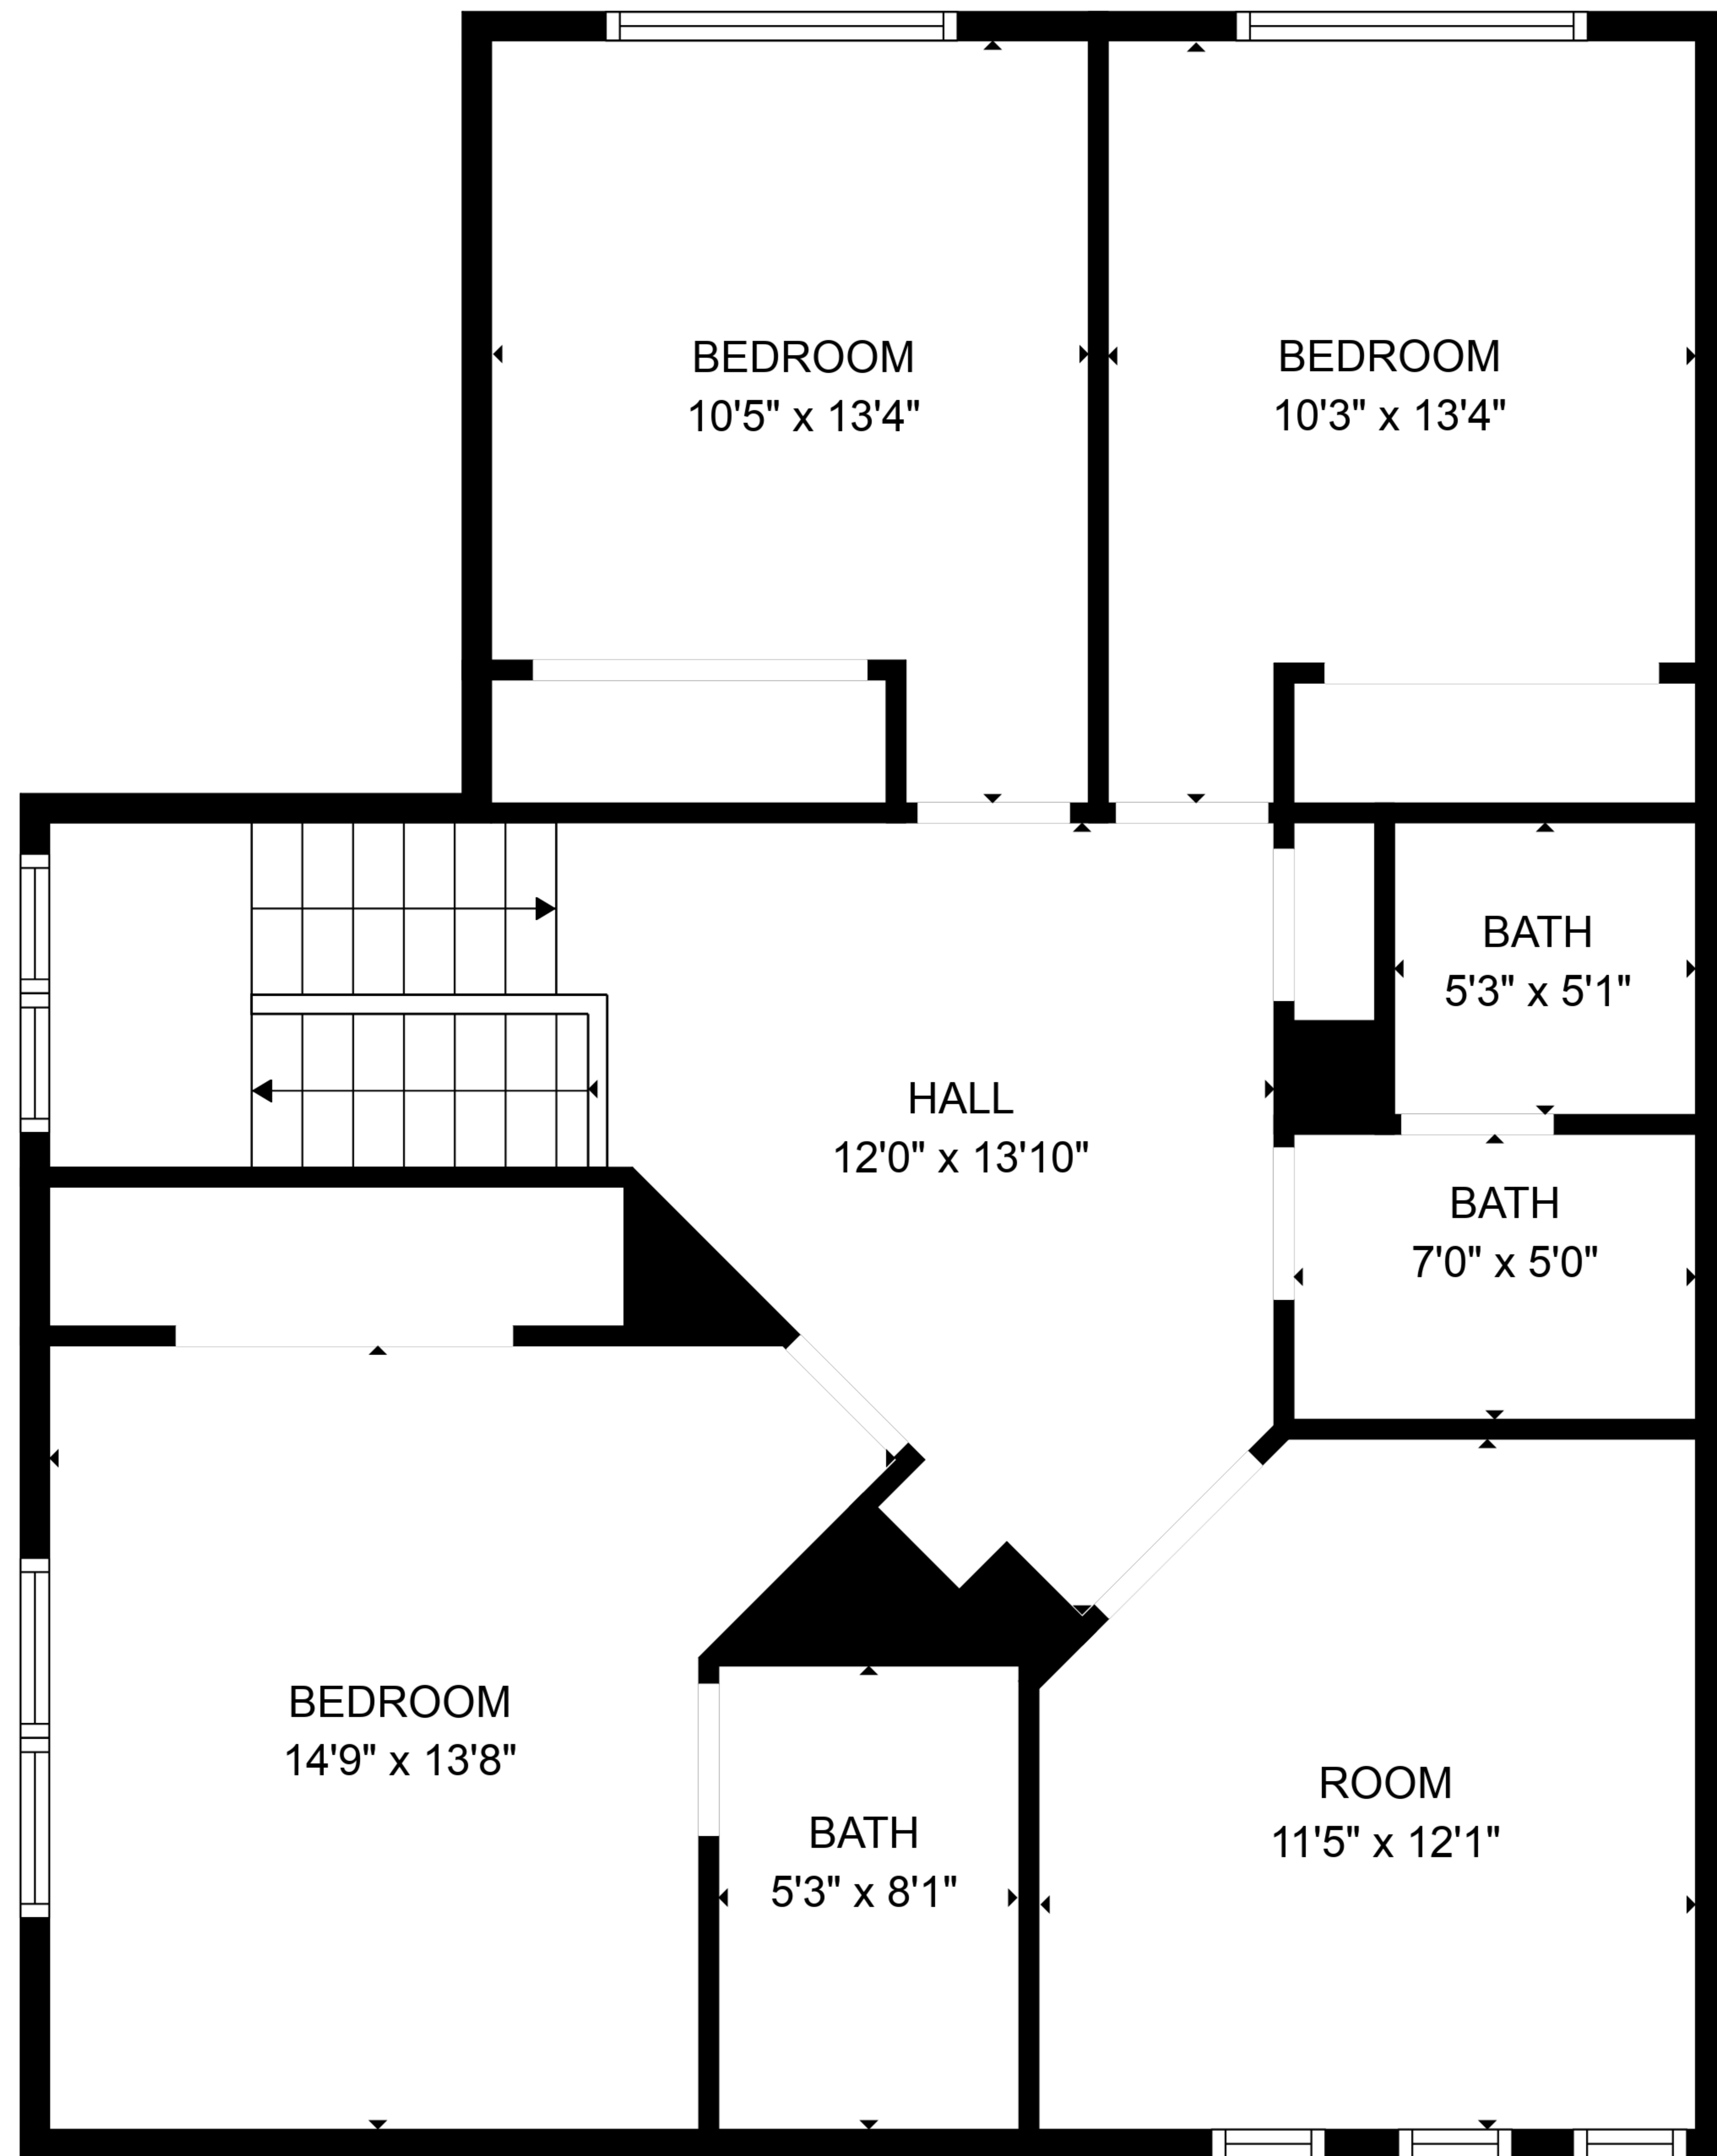 BEDROOM
10'5" x 13'4"
BEDROOM
10'3" x 13'4"
BATH
5'3" x 5'1"
HALL
12'0" x 13'10"
BATH
7'0" x 5'0"
BEDROOM
14'9" x 13'8"
ROOM
11'5" x 12'1"
BATH
5'3" x 8'1"